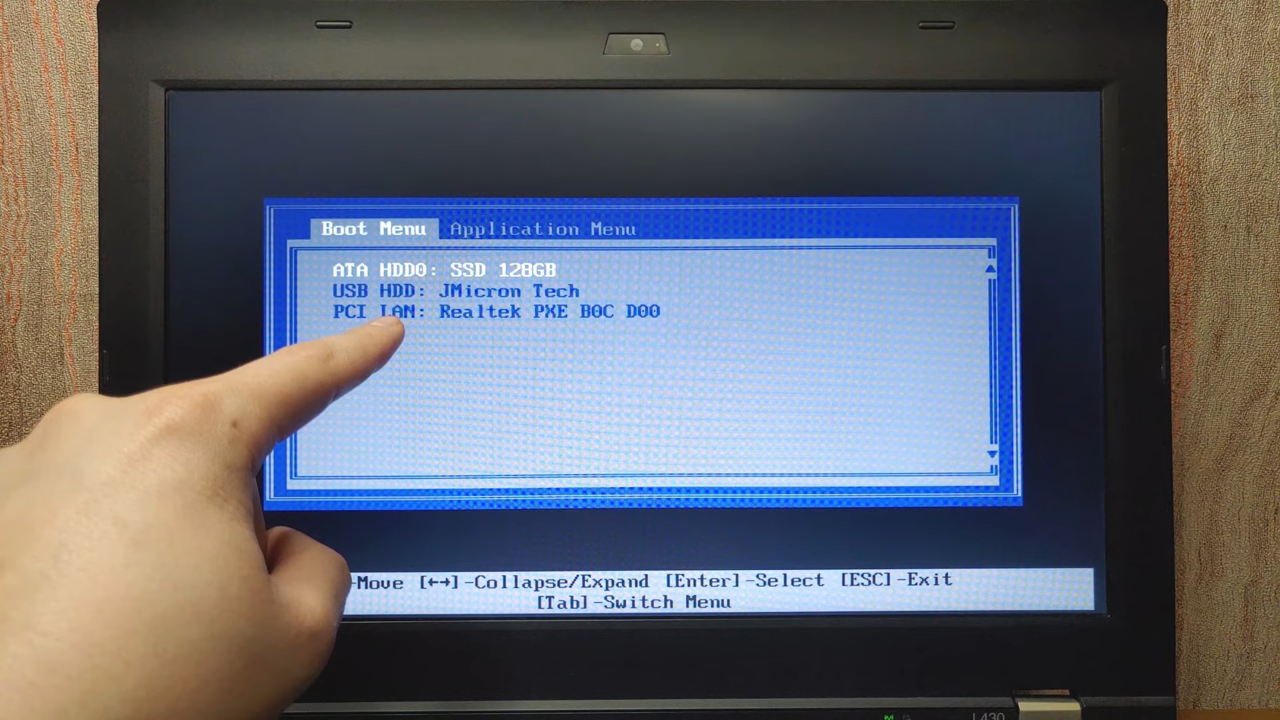 Boot Menu Application Menu
ATA HDD0: SSD 128GB
USB HDD: JMicron Tech
PCI LAN: Realtek PXE B0C D00
-Move [←→]-Collapse/Expand [Enter]-Select [ESC]-Exit
[Tab]-Switch Menu
L430